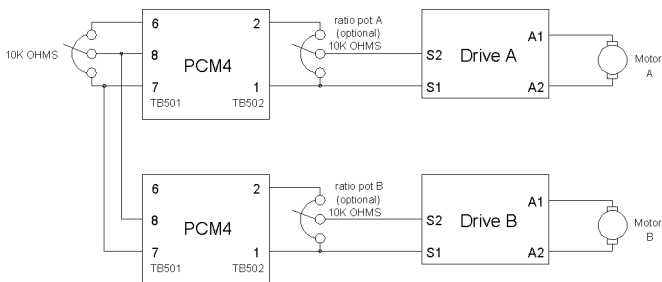 10K OHMS
6
8
7
TB501
PCM4
2
1
TB502
ratio pot A
(optional)
10K OHMS
S2
S1
Drive A
A1
A2
Motor
A
6
8
7
TB501
PCM4
2
1
TB502
ratio pot B
(optional)
10K OHMS
S2
S1
Drive B
A1
A2
Motor
B